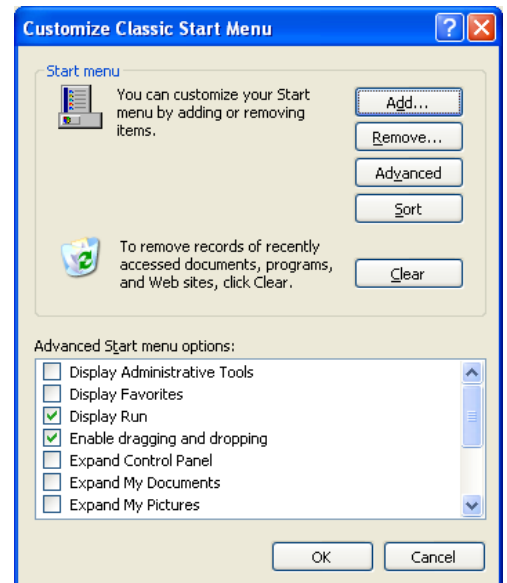 Customize Classic Start Menu
Start menu
You can customize your Start
menu by adding or removing
items.
Add...
Remove...
Advanced
Sort
To remove records of recently
accessed documents, programs,
and Web sites, click Clear.
Clear
Advanced Start menu options:
Display Administrative Tools
Display Favorites
Display Run
Enable dragging and dropping
Expand Control Panel
Expand My Documents
Expand My Pictures
OK
Cancel